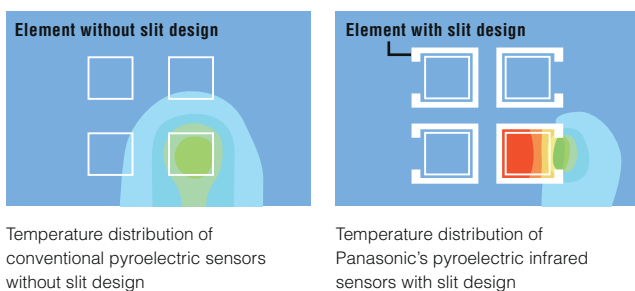 Element without slit design
Element with slit design
Temperature distribution of
conventional pyroelectric sensors
without slit design
Temperature distribution of
Panasonic's pyroelectric infrared
sensors with slit design